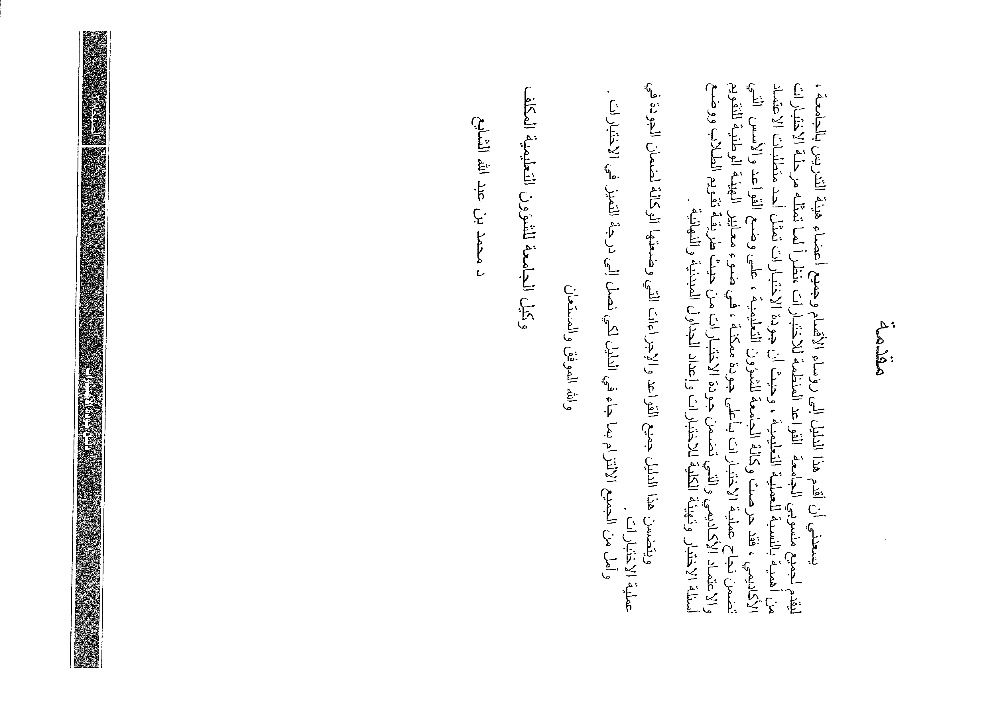 مقدمة
يسعدني أن أقدم هذا الدليل إلى رؤساء الأقسام وجميع أعضاء هيئة التدريس بالجامعة ،
ليقدم لجميع منسوبي الجامعة القواعد المنظمة للاختبارات ،نظراً لما تمثله مرحلة الاختبارات
من أهمية بالنسبة للعملية التعليمية ، وحيث أن جودة الاختبارات تمثل أحد متطلبات الاعتماد
الأكاديمي ، فقد حرصت وكالة الجامعة للشؤون التعليمية ، على وضع القواعد والأسس التي
تضمن نجاح عملية الاختبارات بأعلى جودة ممكنة ، في ضوء معايير الهيئة الوطنية للتقويم
والاعتماد الأكاديمي والتي تضمن جودة الاختبارات من حيث طريقة تقويم الطلاب ووضع
أسئلة الاختبار وتهيئة الكلية للاختبارات وإعداد الجداول المبدئية والنهائية .
ويتضمن هذا الدليل جميع القواعد والإجراءات التي وضعتها الوكالة لضمان الجودة في
عملية الاختبارات .
وآمل من الجميع الالتزام بما جاء في الدليل لكي نصل إلى درجة التميز في الاختبارات .
والله الموفق والمستعان
وكيل الجامعة للشؤون التعليمية المكلف
د محمد بن عبد الله الشايع
دليل جودة الاختبارات
الصفحة ٣